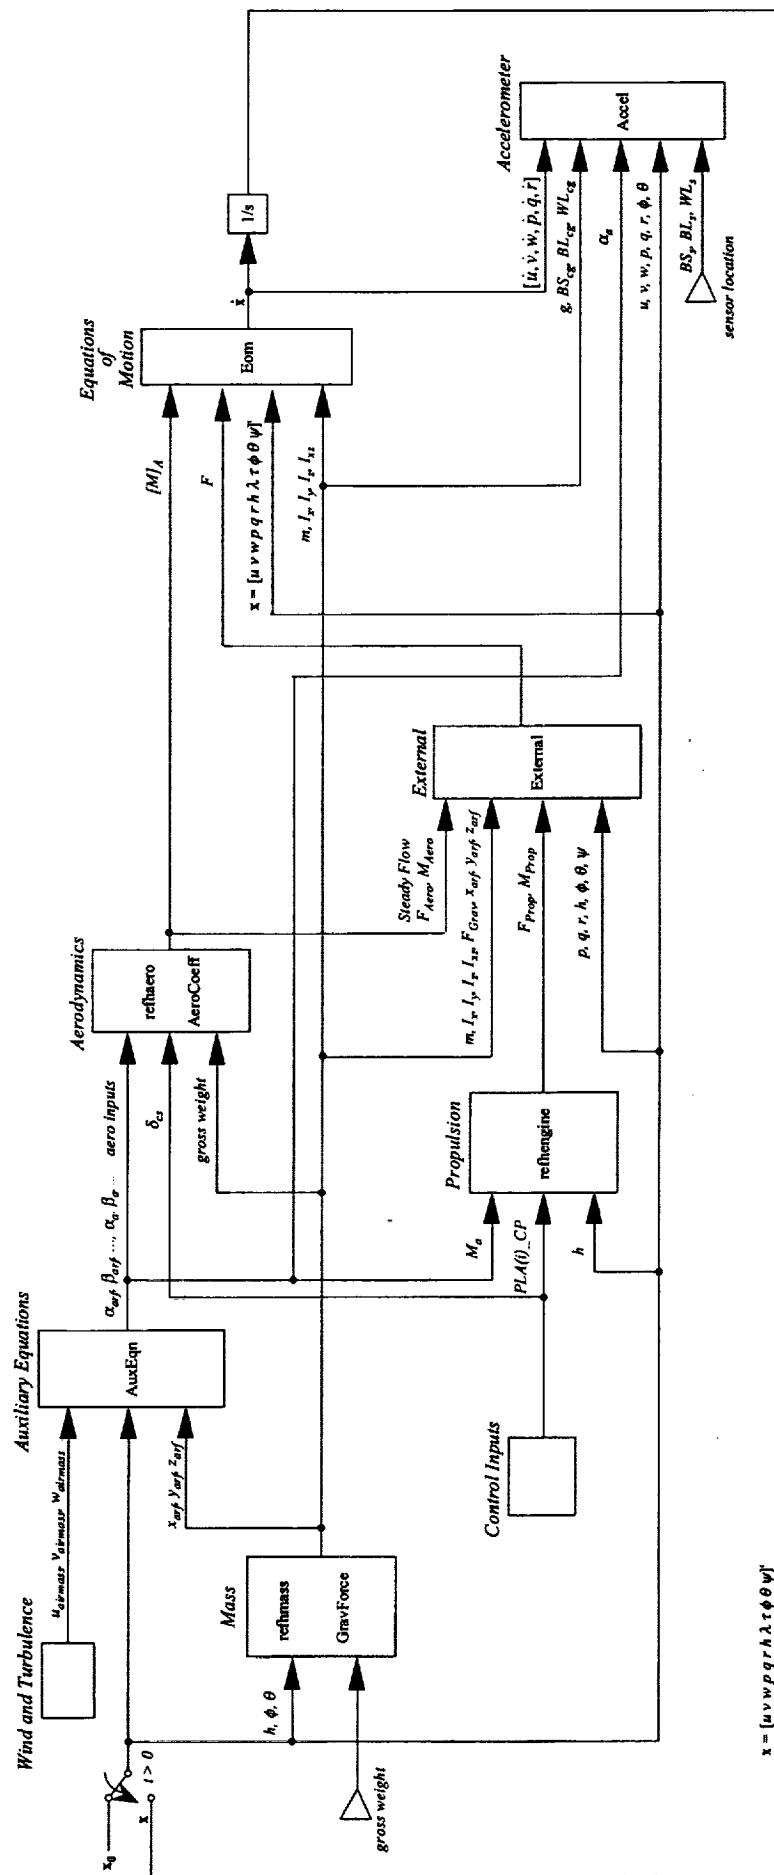 x₀
t > 0
x
Wind and Turbulence
u_airmass, v_airmass, w_airmass
h, ϕ, θ
gross weight
Mass
refhmass
GravForce
x_arf, y_arf, z_arf
Auxiliary Equations
AuxEqn
α_arf, β_arf, ..., α_a, β_a, ... aero inputs
Control Inputs
δ_cs
gross weight
Aerodynamics
refhaero
AeroCoeff
M_a
PLA(i)_CP
h
Propulsion
refhengine
Steady Flow
F_Aero, M_Aero
m, I_x, I_y, I_z, I_xz, F_Grav, x_arf, y_arf, z_arf
F_Prop, M_Prop
p, q, r, h, ϕ, θ, ψ
External
External
[M]_A
F
x = [u v w p q r h λ τ ϕ θ ψ]'
m, I_x, I_y, I_z, I_xz
Equations
of
Motion
Eom
ẋ
1/s
[u̇, v̇, ẇ, ṗ, q̇, ṙ]
g, BS_cg, BL_cg, WL_cg
α_a
u, v, w, p, q, r, ϕ, θ
BS_s, BL_s, WL_s
sensor location
Accelerometer
Accel
x = [u v w p q r h λ τ ϕ θ ψ]'